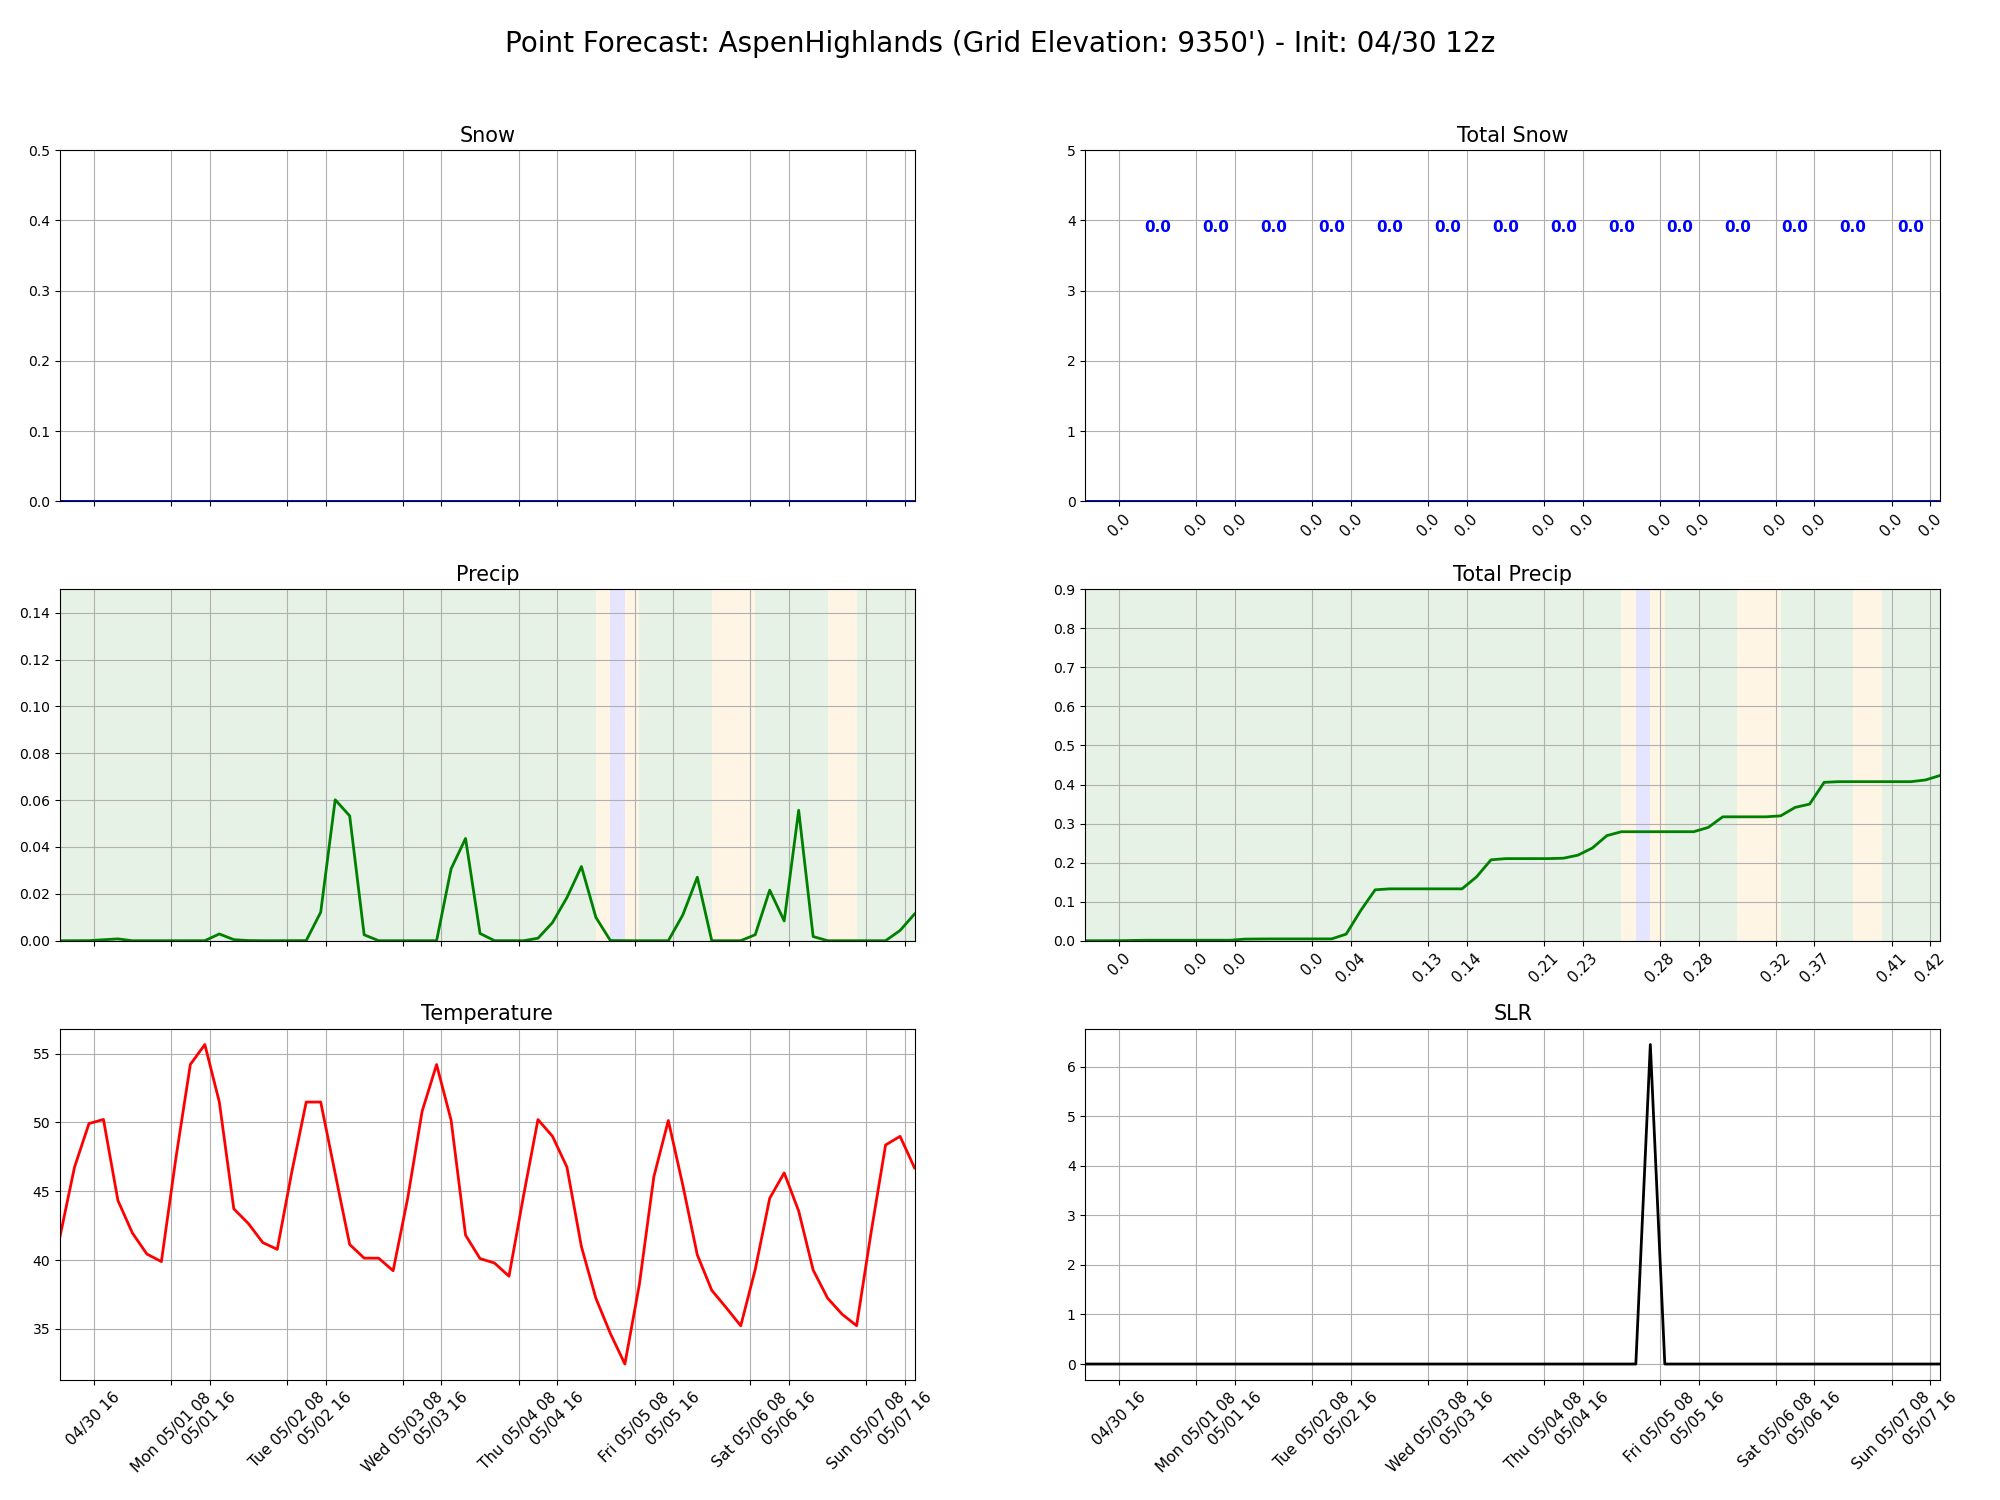 Point Forecast: AspenHighlands (Grid Elevation: 9350') - Init: 04/30 12z
Snow
0.5
0.4
0.3
0.2
0.1
0.0
Total Snow
5
4
3
2
1
0
0.0 0.0 0.0 0.0 0.0 0.0 0.0 0.0 0.0 0.0 0.0 0.0 0.0 0.0
0.0 0.0 0.0 0.0 0.0 0.0 0.0 0.0 0.0 0.0 0.0 0.0 0.0 0.0 0.0
Precip
0.14
0.12
0.10
0.08
0.06
0.04
0.02
0.00
Total Precip
0.9
0.8
0.7
0.6
0.5
0.4
0.3
0.2
0.1
0.0
0.0 0.0 0.0 0.0 0.04 0.13 0.14 0.21 0.23 0.28 0.28 0.32 0.37 0.41 0.42
Temperature
55
50
45
40
35
04/30 16
Mon 05/01 08
05/01 16
Tue 05/02 08
05/02 16
Wed 05/03 08
05/03 16
Thu 05/04 08
05/04 16
Fri 05/05 08
05/05 16
Sat 05/06 08
05/06 16
Sun 05/07 08
05/07 16
SLR
6
5
4
3
2
1
0
04/30 16
Mon 05/01 08
05/01 16
Tue 05/02 08
05/02 16
Wed 05/03 08
05/03 16
Thu 05/04 08
05/04 16
Fri 05/05 08
05/05 16
Sat 05/06 08
05/06 16
Sun 05/07 08
05/07 16